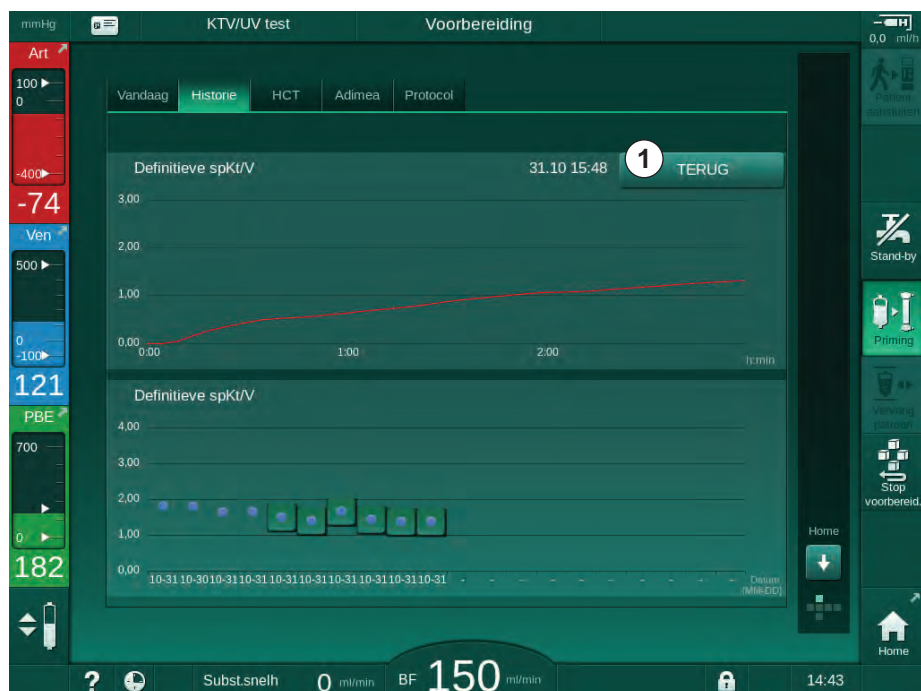 mmHg
KTV/UV test
Voorbereiding
0,0 ml/h
Art
100
0
-400
-74
Ven
500
0
-100
121
PBE
700
0
182
Vandaag Historie HCT Adimea Protocol
Definitieve spKt/V
31.10 15:48
1
TERUG
3,00
2,00
1,00
0,00
0:00 1:00 2:00
h:min
Definitieve spKt/V
4,00
3,00
2,00
1,00
0,00
10-31 10-30 10-31 10-31 10-31 10-31 10-31 10-31 10-31 10-31 - - - - - - - - - - Datum
(MM-DD)
Home
Patiënt
aansluiten
Stand-by
Priming
Vervang
patroon
Stop
voorbereid.
Home
? Subst.snelh 0 ml/min BF 150 ml/min 14:43